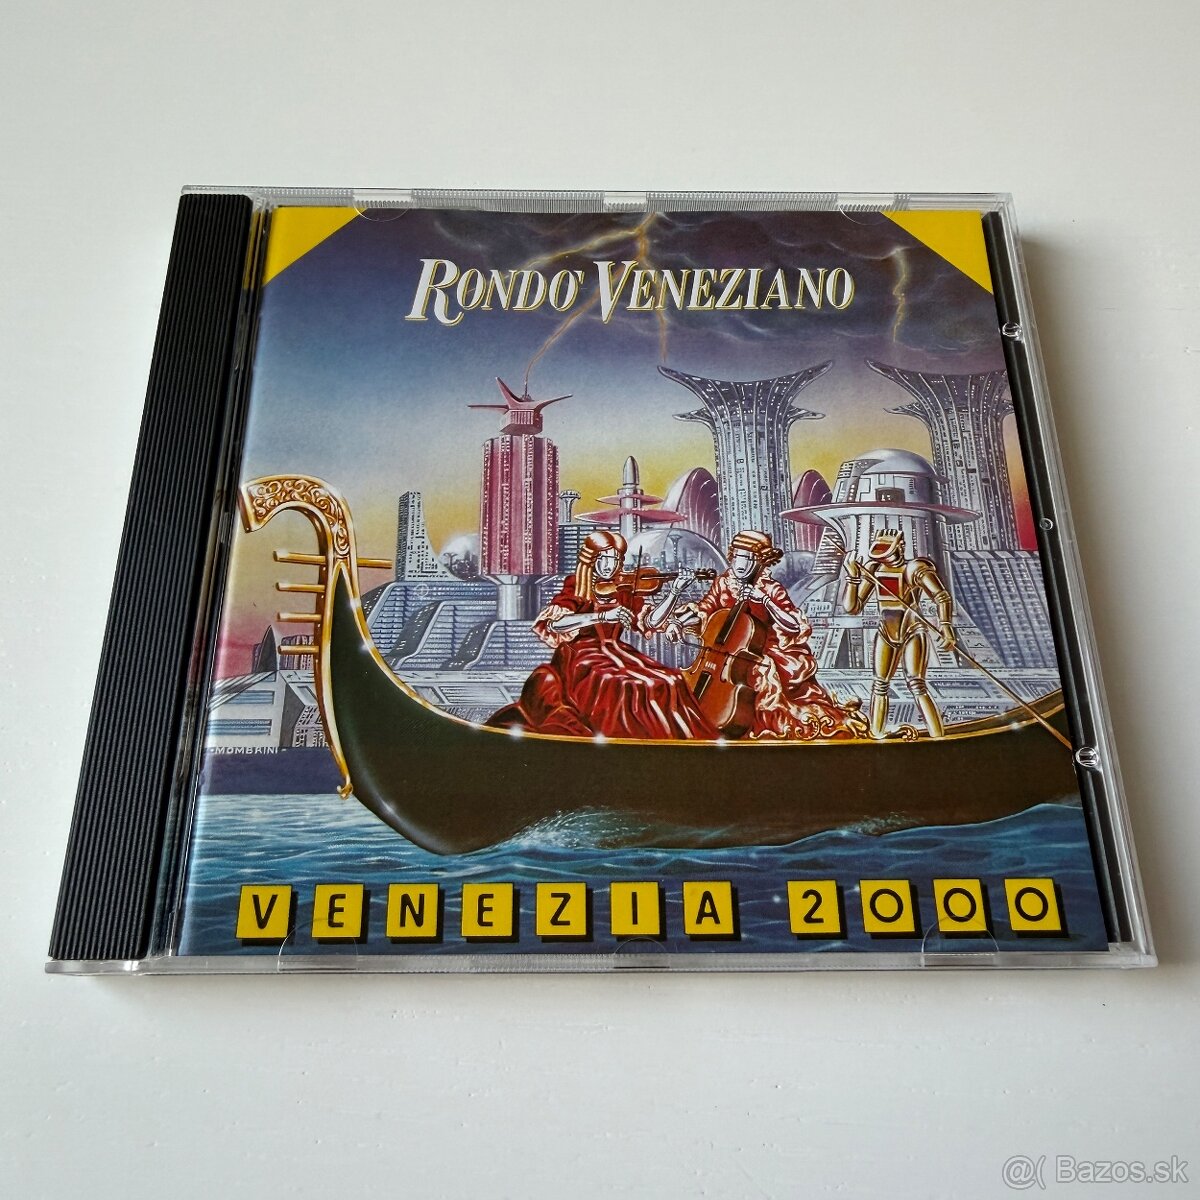 RONDO' VENEZIANO
-MOMBRINI-
VENEZIA 2000
@( Bazos.sk